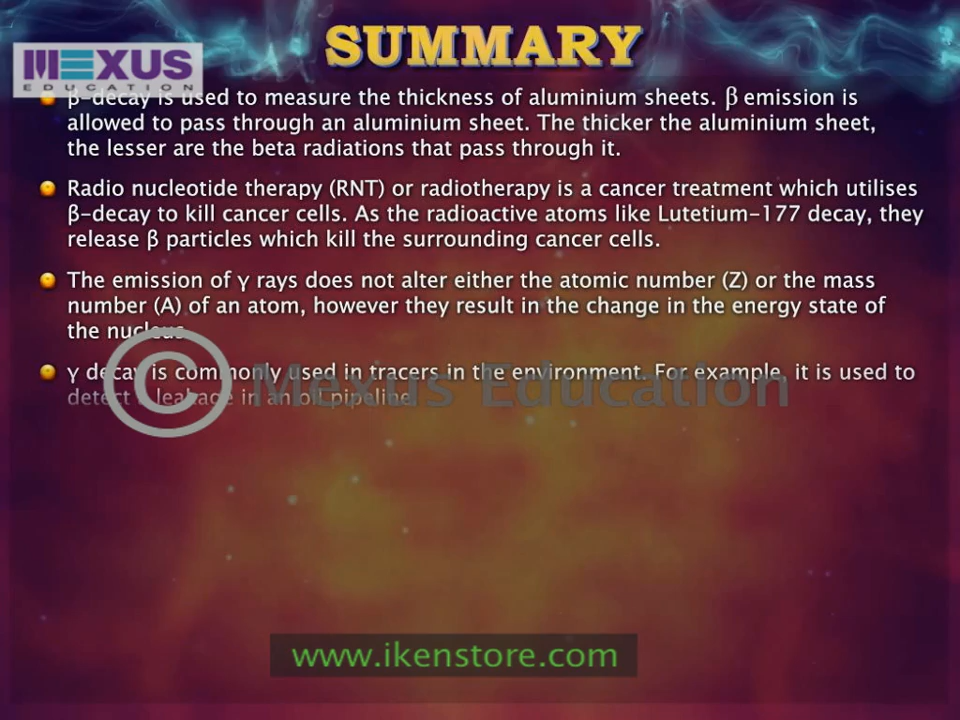 SUMMARY
MEXUS
EDUCATION
β-decay is used to measure the thickness of aluminium sheets. β emission is
allowed to pass through an aluminium sheet. The thicker the aluminium sheet,
the lesser are the beta radiations that pass through it.
Radio nucleotide therapy (RNT) or radiotherapy is a cancer treatment which utilises
β-decay to kill cancer cells. As the radioactive atoms like Lutetium-177 decay, they
release β particles which kill the surrounding cancer cells.
The emission of γ rays does not alter either the atomic number (Z) or the mass
number (A) of an atom, however they result in the change in the energy state of
the nucleus.
γ decay is commonly used in tracers in the environment. For example, it is used to
detect a leakage in an oil pipeline.
© Mexus Education
www.ikenstore.com